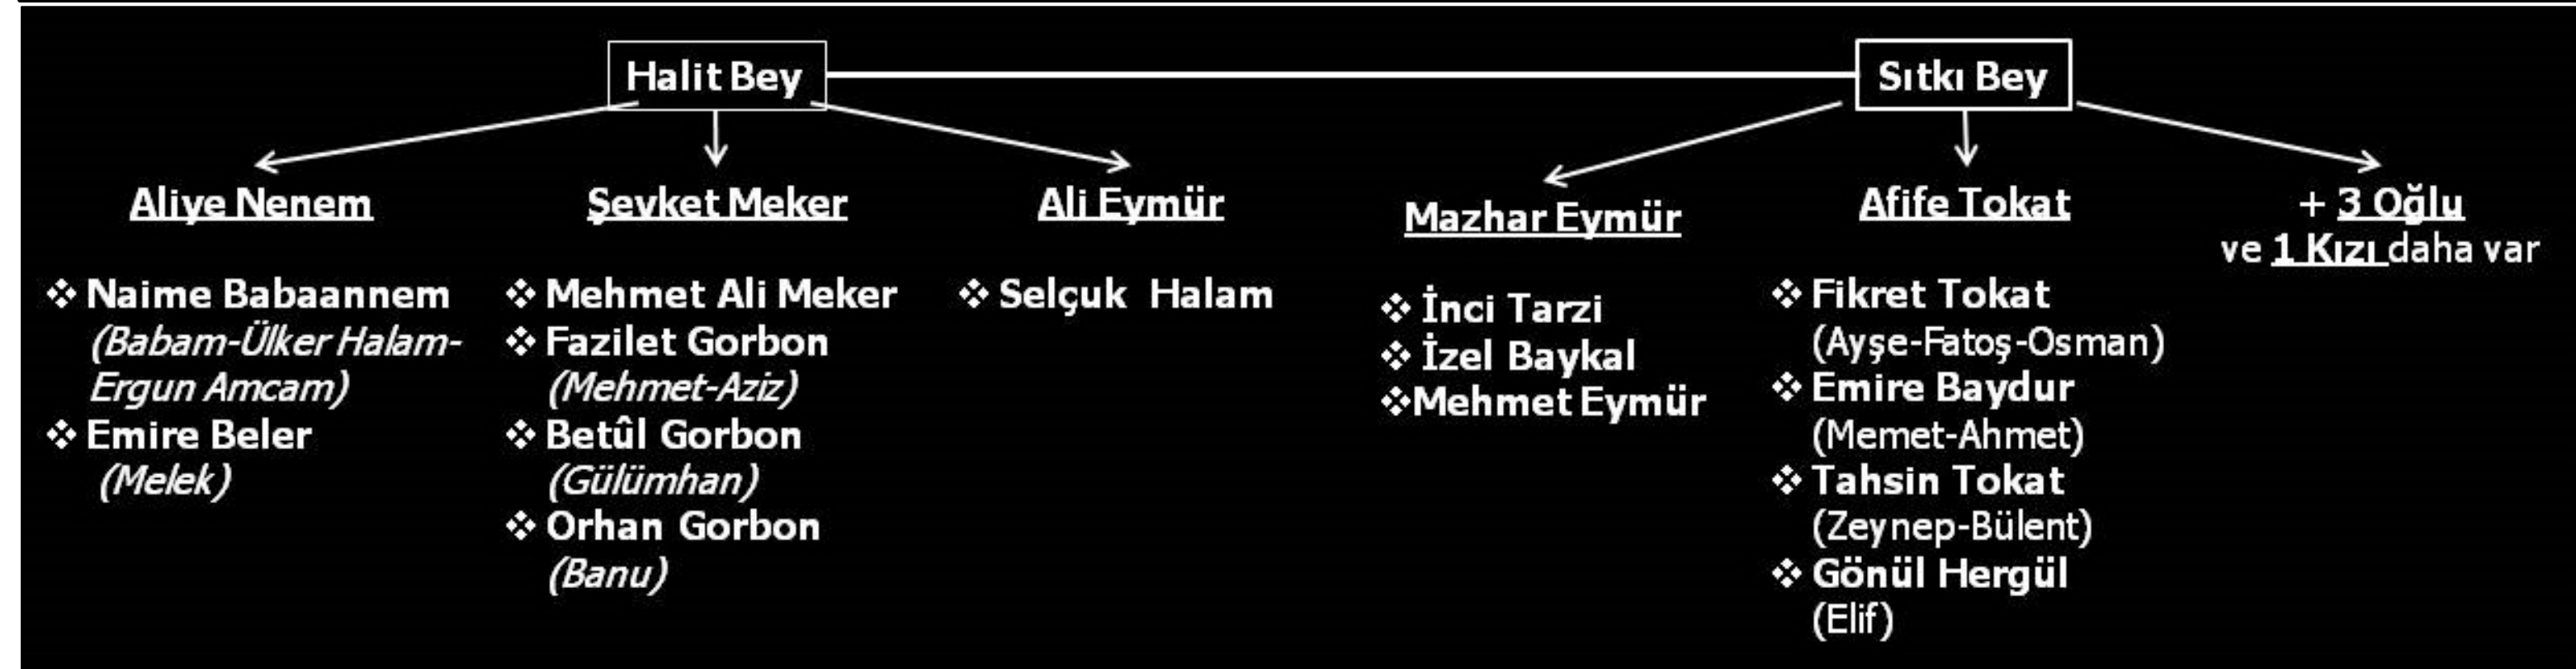 Halit Bey
Sıtkı Bey
Aliye Nenem
Şevket Meker
Ali Eymür
Mazhar Eymür
Afife Tokat
+ 3 Oğlu
ve 1 Kızı daha var
❖ Naime Babaannem
(Babam-Ülker Halam-
Ergun Amcam)
❖ Emire Beler
(Melek)
❖ Mehmet Ali Meker
❖ Fazilet Gorbon
(Mehmet-Aziz)
❖ Betûl Gorbon
(Gülümhan)
❖ Orhan Gorbon
(Banu)
❖ Selçuk Halam
❖ İnci Tarzi
❖ İzel Baykal
❖Mehmet Eymür
❖ Fikret Tokat
(Ayşe-Fatoş-Osman)
❖ Emire Baydur
(Memet-Ahmet)
❖ Tahsin Tokat
(Zeynep-Bülent)
❖ Gönül Hergül
(Elif)